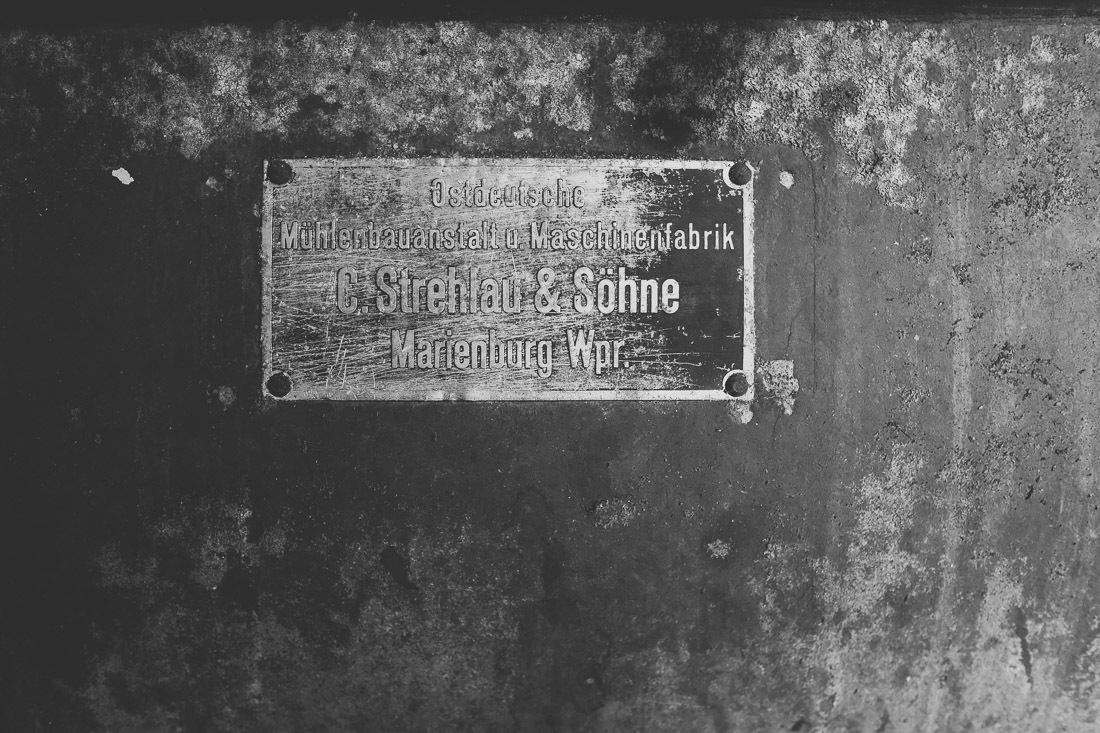 Ostdeutsche
Mühlenbauanstalt u. Maschinenfabrik
C. Strehlau & Söhne
Marienburg Wpr.